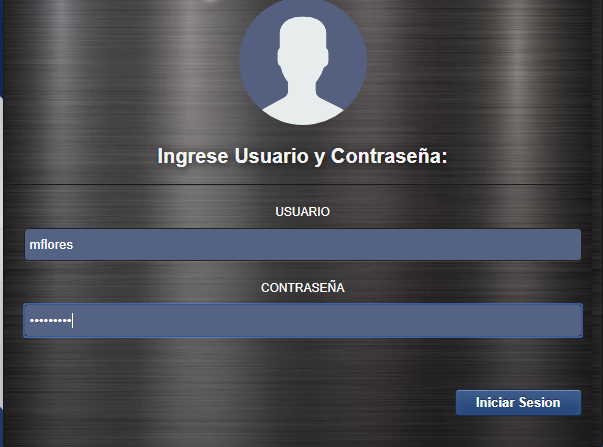 Ingrese Usuario y Contraseña:
USUARIO
mflores
CONTRASEÑA
•••••••••
Iniciar Sesion